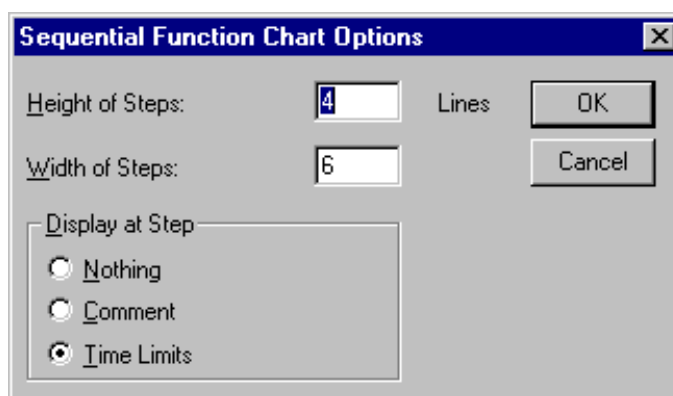 Sequential Function Chart Options
Height of Steps: 4 Lines OK
Width of Steps: 6 Cancel
Display at Step
Nothing
Comment
Time Limits